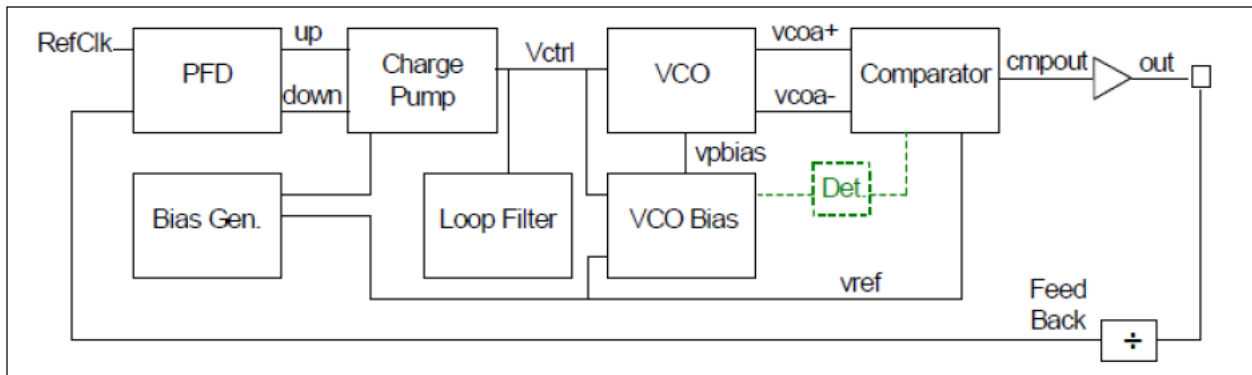 RefClk
PFD
up
down
Charge
Pump
Vctrl
VCO
vcoa+
vcoa-
Comparator
cmpout
out
vpbias
Bias Gen.
Loop Filter
VCO Bias
Det.
vref
Feed
Back
÷